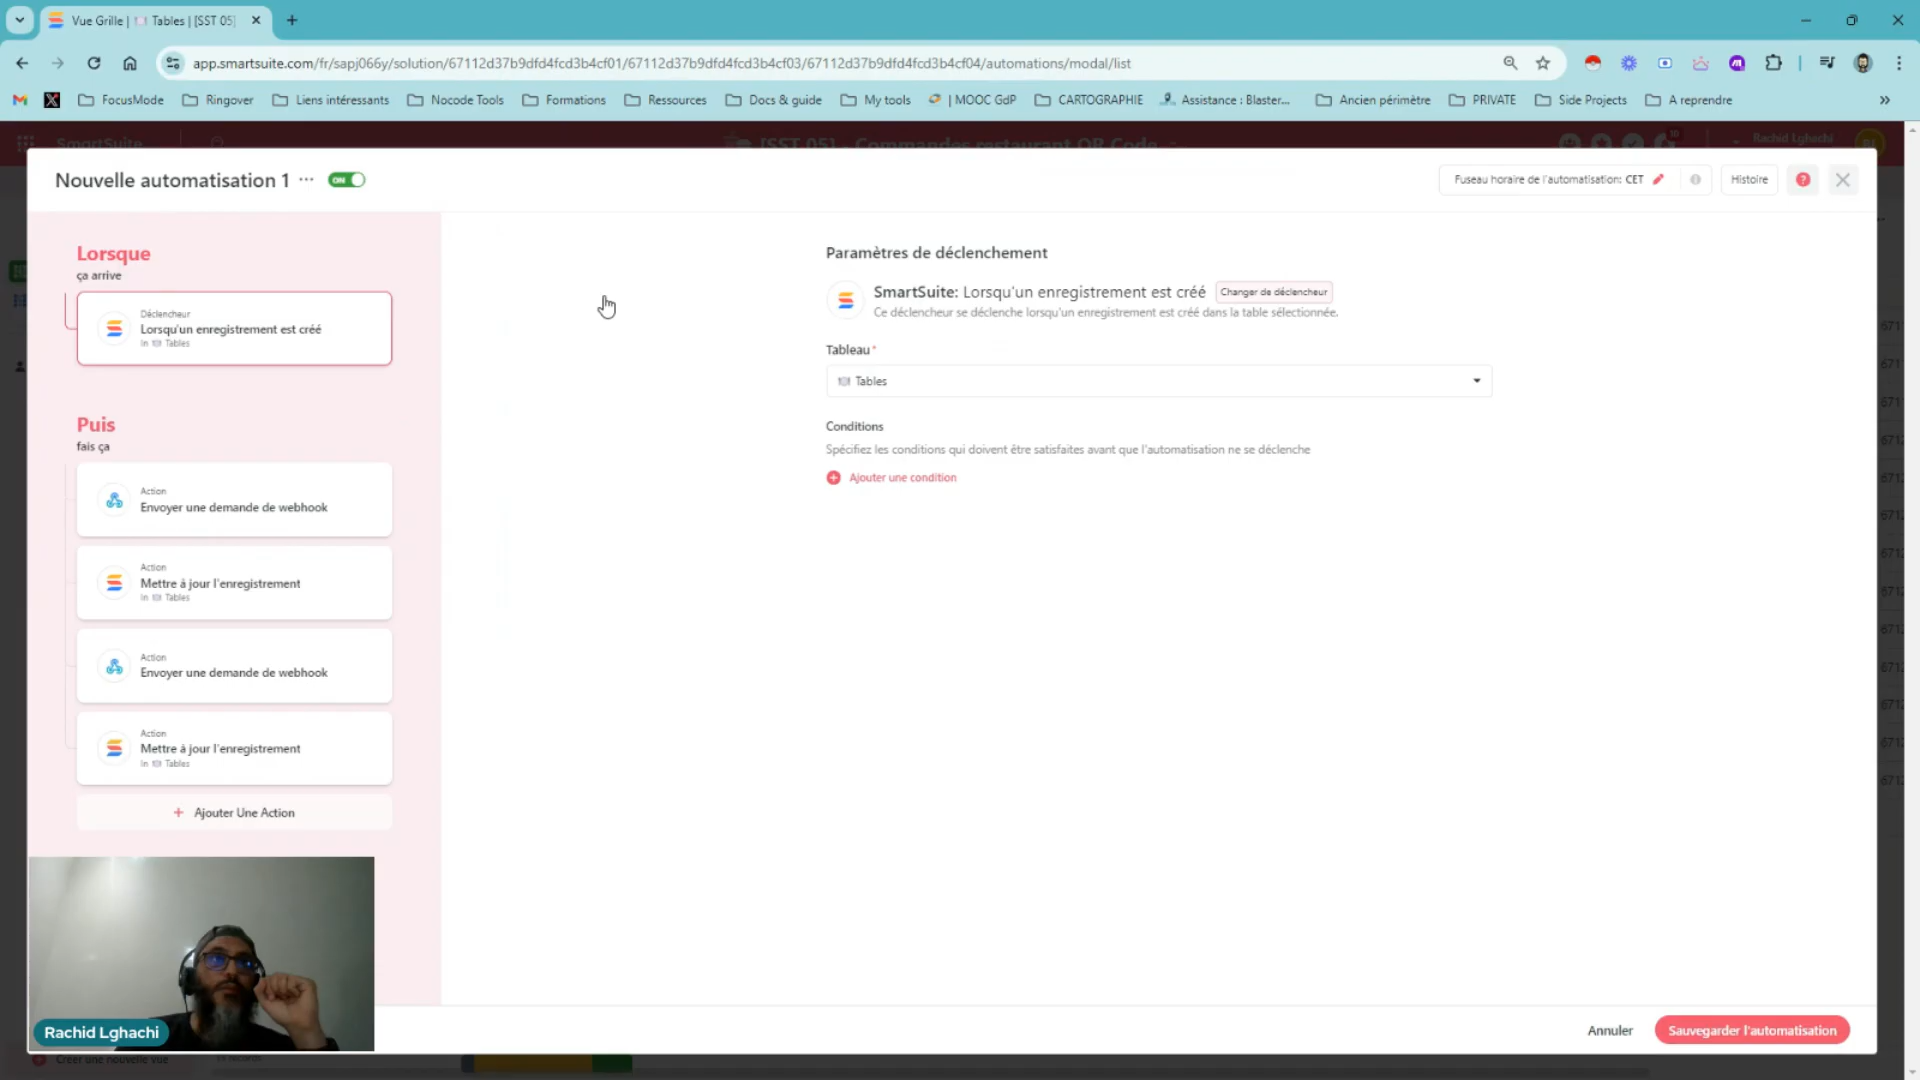 Vue Grille | Tables | [SST 05]
app.smartsuite.com/fr/sapj066y/solution/67112d37b9dfd4fcd3b4cf01/67112d37b9dfd4fcd3b4cf03/67112d37b9dfd4fcd3b4cf04/automations/modal/list
FocusMode
Ringover
Liens intéressants
Nocode Tools
Formations
Ressources
Docs & guide
My tools
| MOOC GdP
CARTOGRAPHIE
Assistance : Blaster...
Ancien périmètre
PRIVATE
Side Projects
A reprendre
»
SmartSuite
[SST 05] - Commandes restaurant QR Code
Rachid Lghachi
Nouvelle automatisation 1 ...
ON
Fuseau horaire de l'automatisation: CET
Histoire
?
Lorsque
ça arrive
Déclencheur
Lorsqu'un enregistrement est créé
In Tables
Puis
fais ça
Action
Envoyer une demande de webhook
Action
Mettre à jour l'enregistrement
In Tables
Action
Envoyer une demande de webhook
Action
Mettre à jour l'enregistrement
In Tables
+ Ajouter Une Action
Paramètres de déclenchement
SmartSuite: Lorsqu'un enregistrement est créé
Changer de déclencheur
Ce déclencheur se déclenche lorsqu'un enregistrement est créé dans la table sélectionnée.
Tableau*
Tables
Conditions
Spécifiez les conditions qui doivent être satisfaites avant que l'automatisation ne se déclenche
Ajouter une condition
Rachid Lghachi
Annuler
Sauvegarder l'automatisation
Créer une nouvelle vue